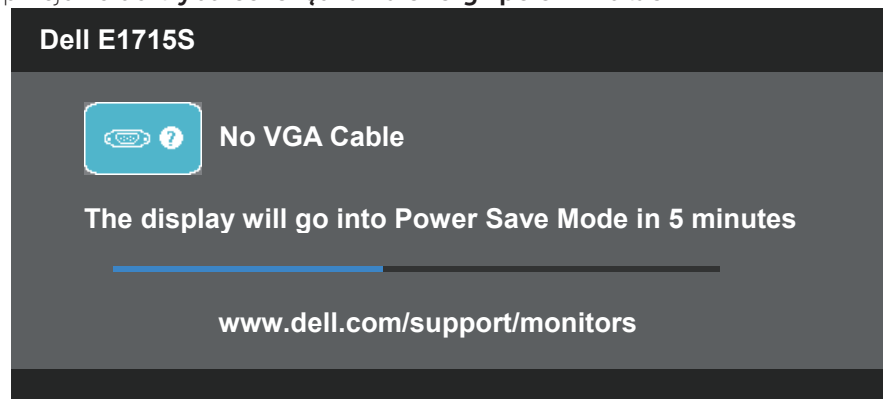 Dell E1715S
No VGA Cable
The display will go into Power Save Mode in 5 minutes
www.dell.com/support/monitors